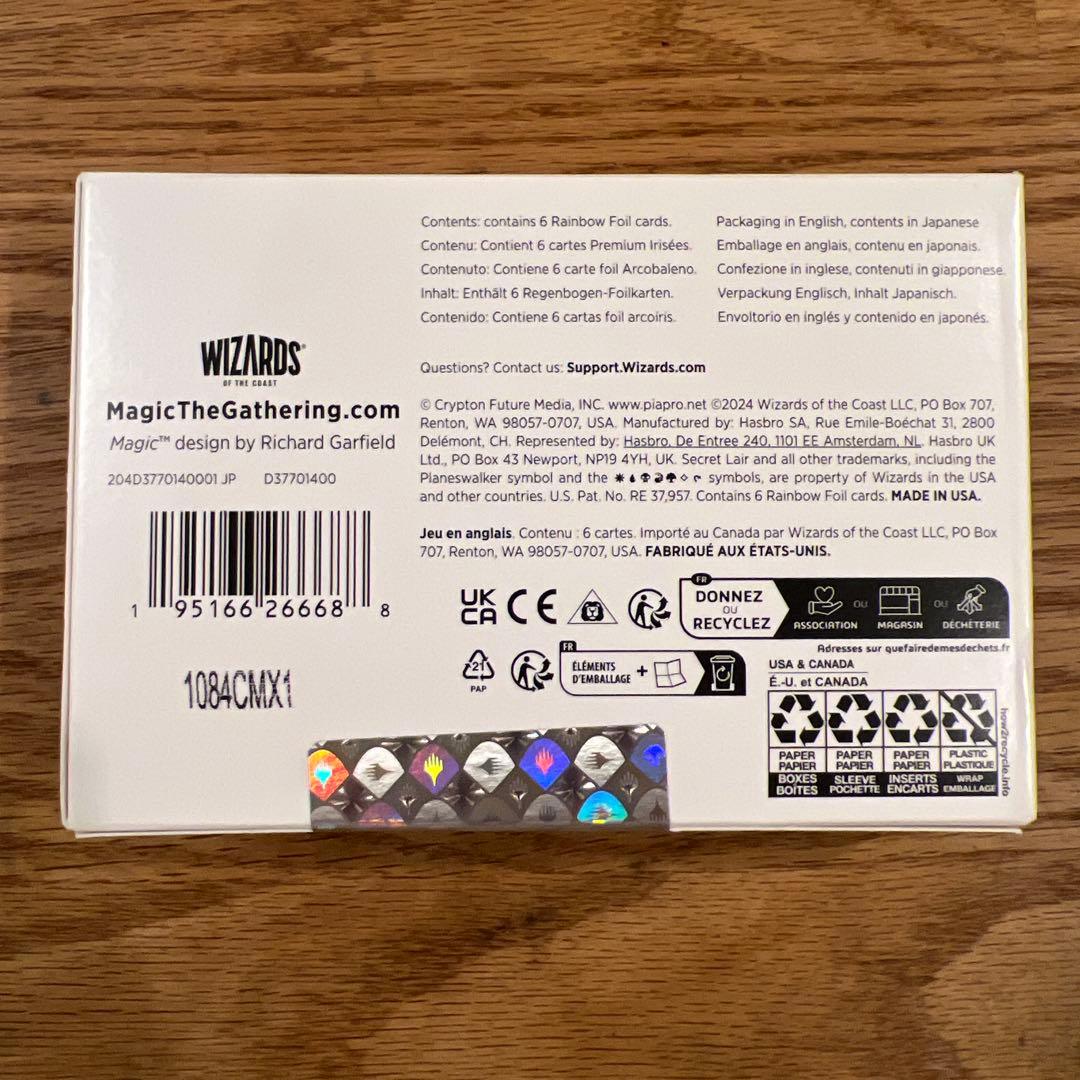 WIZARDS®
OF THE COAST
MagicTheGathering.com
Magic™ design by Richard Garfield
204D3770140001 JP D37701400
1 95166 26668 8
1084CMX1
Contents: contains 6 Rainbow Foil cards.
Contenu: Contient 6 cartes Premium Irisées.
Contenuto: Contiene 6 carte foil Arcobaleno.
Inhalt: Enthält 6 Regenbogen-Foilkarten.
Contenido: Contiene 6 cartas foil arcoíris.
Packaging in English, contents in Japanese
Emballage en anglais, contenu en japonais.
Confezione in inglese, contenuti in giapponese.
Verpackung Englisch, Inhalt Japanisch.
Envoltorio en inglés y contenido en japonés.
Questions? Contact us: Support.Wizards.com
© Crypton Future Media, INC. www.piapro.net ©2024 Wizards of the Coast LLC, PO Box 707,
Renton, WA 98057-0707, USA. Manufactured by: Hasbro SA, Rue Emile-Boéchat 31, 2800
Delémont, CH. Represented by: Hasbro, De Entree 240, 1101 EE Amsterdam, NL. Hasbro UK
Ltd., PO Box 43 Newport, NP19 4YH, UK. Secret Lair and all other trademarks, including the
Planeswalker symbol and the symbols, are property of Wizards in the USA
and other countries. U.S. Pat. No. RE 37,957. Contains 6 Rainbow Foil cards. MADE IN USA.
Jeu en anglais. Contenu : 6 cartes. Importé au Canada par Wizards of the Coast LLC, PO Box
707, Renton, WA 98057-0707, USA. FABRIQUÉ AUX ÉTATS-UNIS.
UK
CA
CE
FR
DONNEZ
OU
RECYCLEZ
ASSOCIATION
OU
MAGASIN
OU
DÉCHÈTERIE
Adresses sur quefairedemesdechets.fr
21
PAP
FR
ÉLÉMENTS
D'EMBALLAGE
+
USA & CANADA
É.-U. et CANADA
PAPER PAPER PAPER PLASTIC
PAPIER PAPIER PAPIER PLASTIQUE
BOXES SLEEVE INSERTS WRAP
BOÎTES POCHETTE ENCARTS EMBALLAGE
how2recycle.info